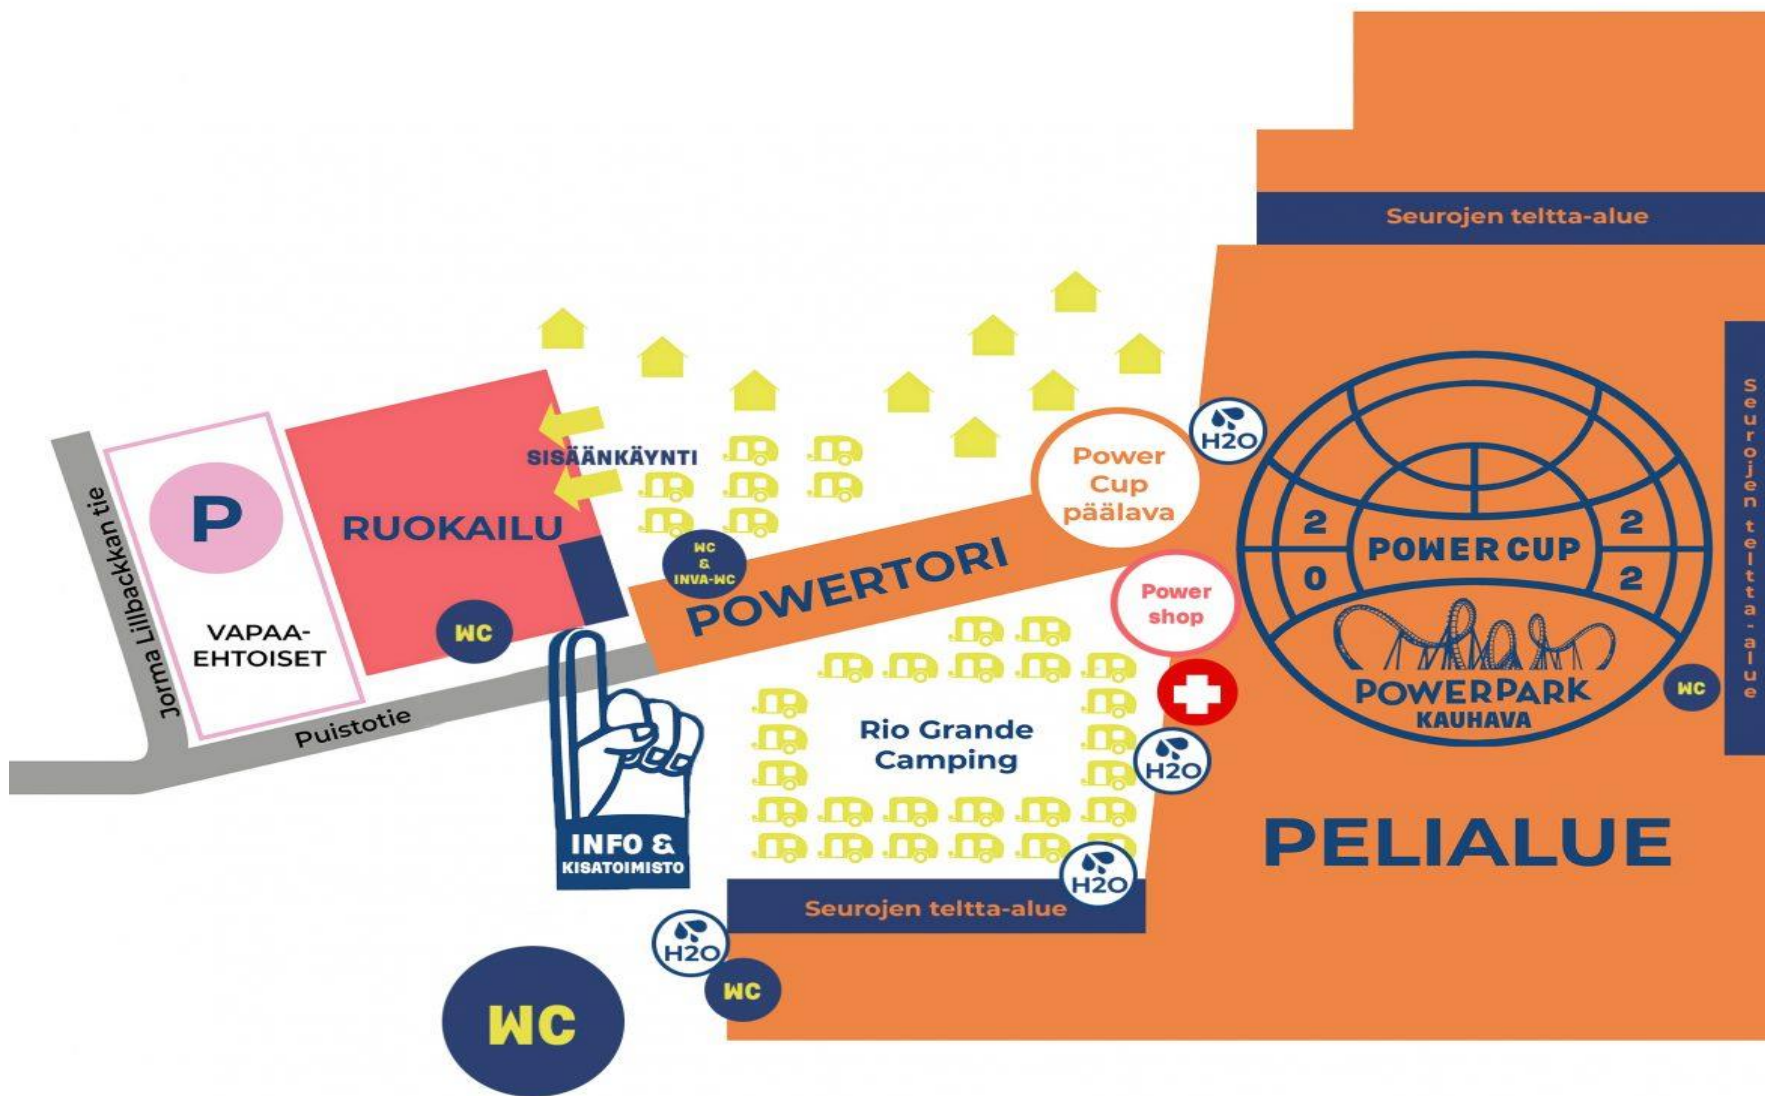 Seurojen teltta-alue
Seurojen teltta-alue
H2O
Power
Cup
päälava
SISÄÄNKÄYNTI
Jorma Lillbackkan tie
P
RUOKAILU
VAPAA-
EHTOISET
WC
WC
&
INVA-WC
POWERTORI
Power
shop
2
0
POWER CUP
2
2
POWERPARK
KAUHAVA
WC
Puistotie
Rio Grande
Camping
H2O
INFO &
KISATOIMISTO
PELIALUE
H2O
Seurojen teltta-alue
H2O
WC
WC